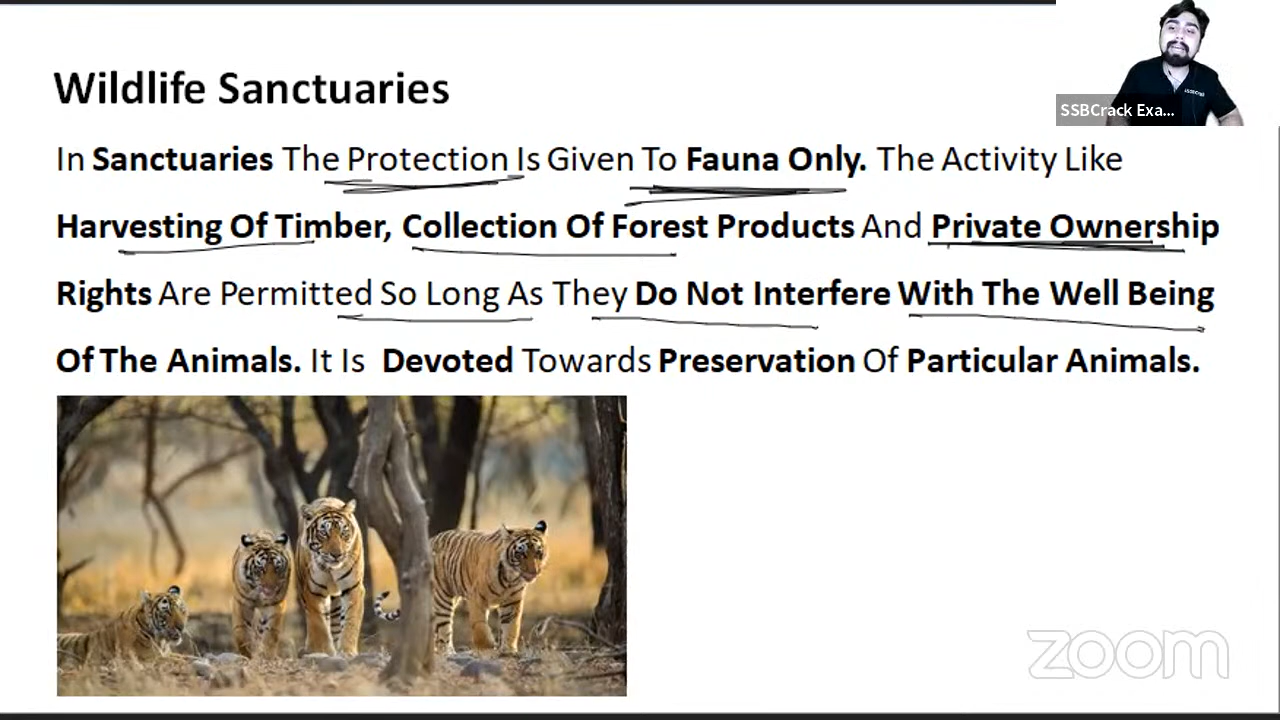 Wildlife Sanctuaries
SSBCrack Exa...
In Sanctuaries The Protection Is Given To Fauna Only. The Activity Like
Harvesting Of Timber, Collection Of Forest Products And Private Ownership
Rights Are Permitted So Long As They Do Not Interfere With The Well Being
Of The Animals. It Is Devoted Towards Preservation Of Particular Animals.
zoom